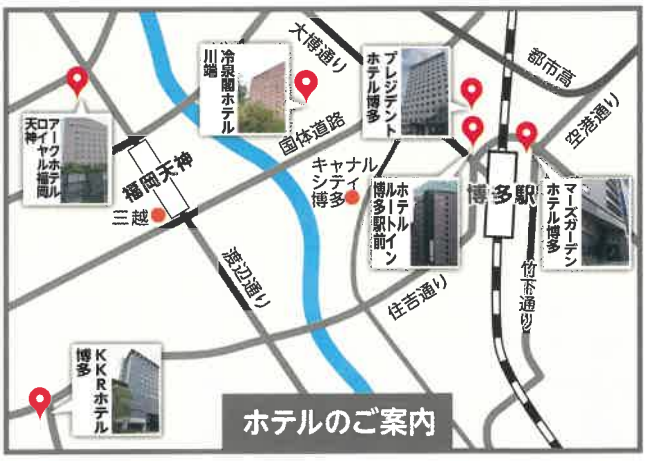 大博通り
都市高
空港通り
冷泉閣ホテル
川端
プレジデント
ホテル博多
国体道路
アークホテル
ロイヤル福岡
天神
福岡天神
三越
キャナル
シティ
博多
ホテル
ルートイン
博多駅前
博多駅
マーズガーデン
ホテル博多
渡辺通り
住吉通り
竹下通り
KKRホテル
博多
ホテルのご案内